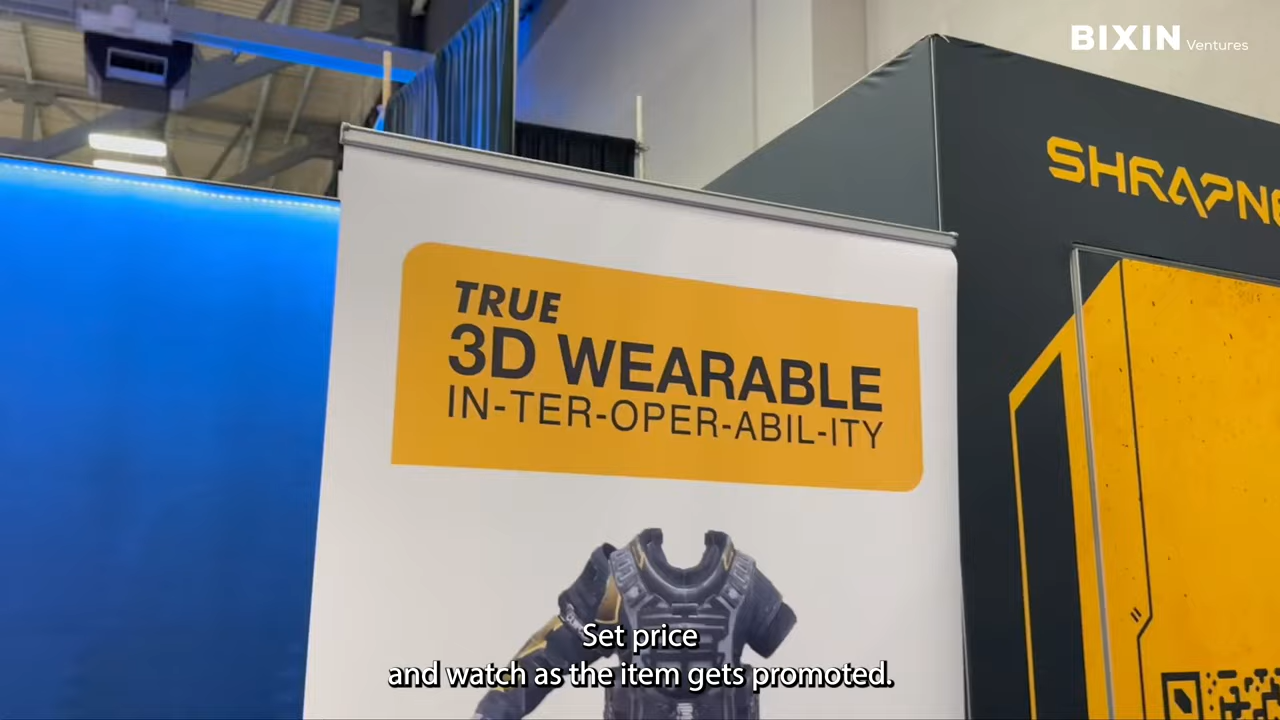 BIXIN Ventures
SHRAPNE
TRUE
3D WEARABLE
IN-TER-OPER-ABIL-ITY
Set price
and watch as the item gets promoted.